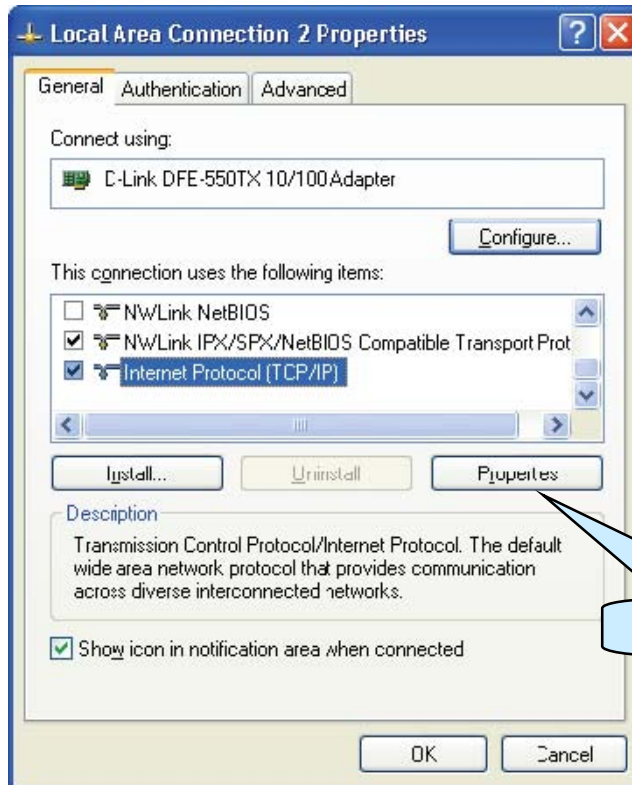 Local Area Connection 2 Properties
General Authentication Advanced
Connect using:
D-Link DFE-550TX 10/100 Adapter
Configure...
This connection uses the following items:
NWLink NetBIOS
NWLink IPX/SPX/NetBIOS Compatible Transport Prot
Internet Protocol (TCP/IP)
Install... Uninstall Properties
Description
Transmission Control Protocol/Internet Protocol. The default
wide area network protocol that provides communication
across diverse interconnected networks.
Show icon in notification area when connected
OK Cancel